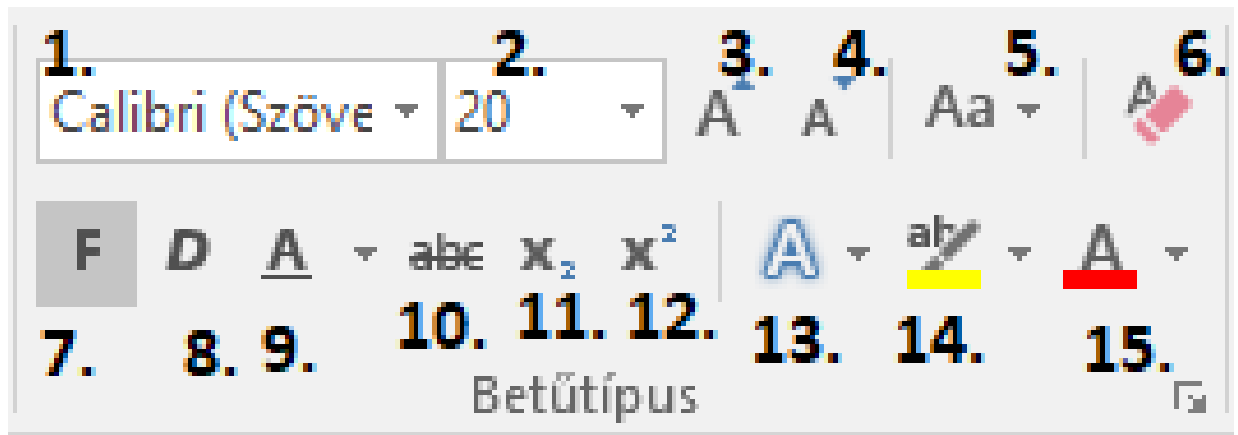 1. 2. 3. 4. 5. 6.
Calibri (Szöve 20 A A Aa A
F D A abc x₂ x² A ab A
7. 8. 9. 10. 11. 12. 13. 14. 15.
Betűtípus